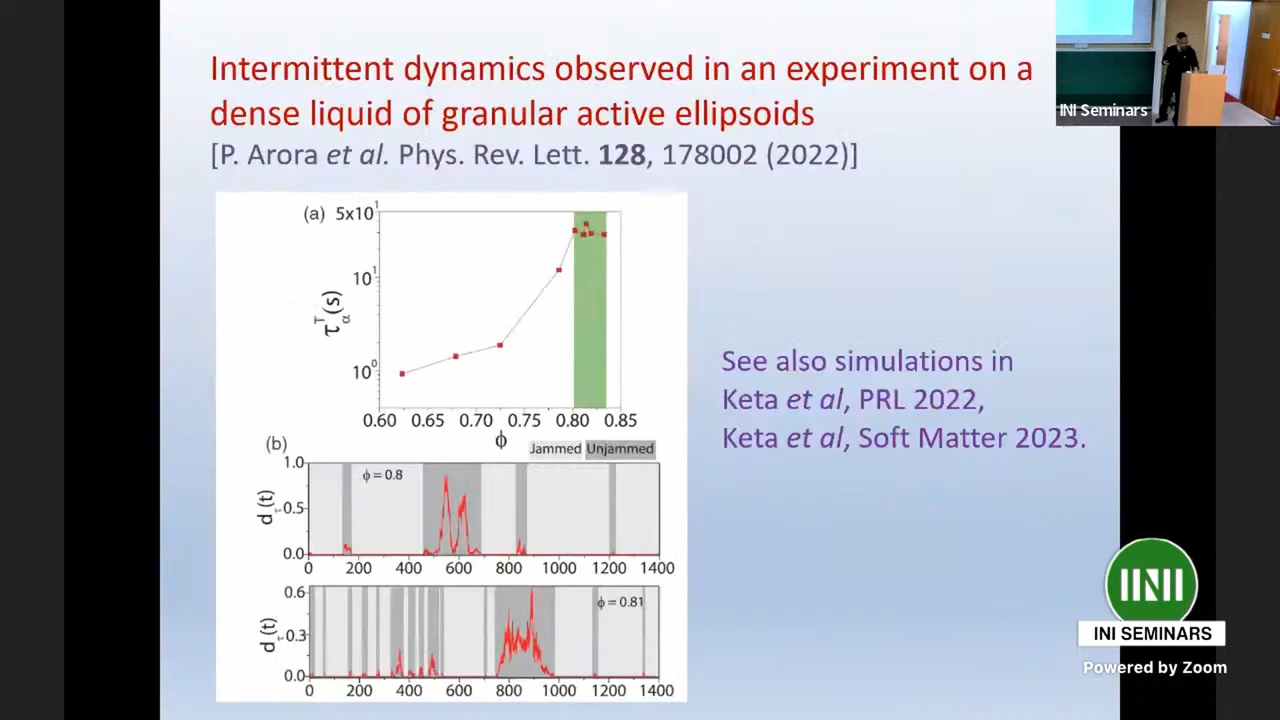 Intermittent dynamics observed in an experiment on a
dense liquid of granular active ellipsoids
[P. Arora et al. Phys. Rev. Lett. 128, 178002 (2022)]
INI Seminars
(a)
5x10¹
10¹
10⁰
τᵀα(s)
0.60 0.65 0.70 0.75 0.80 0.85
ϕ
See also simulations in
Keta et al, PRL 2022,
Keta et al, Soft Matter 2023.
(b)
Jammed Unjammed
1.0
ϕ = 0.8
0.5
dτ(t)
0.0
0 200 400 600 800 1000 1200 1400
0.6
ϕ = 0.81
0.3
dτ(t)
0.0
0 200 400 600 800 1000 1200 1400
INI
INI SEMINARS
Powered by Zoom